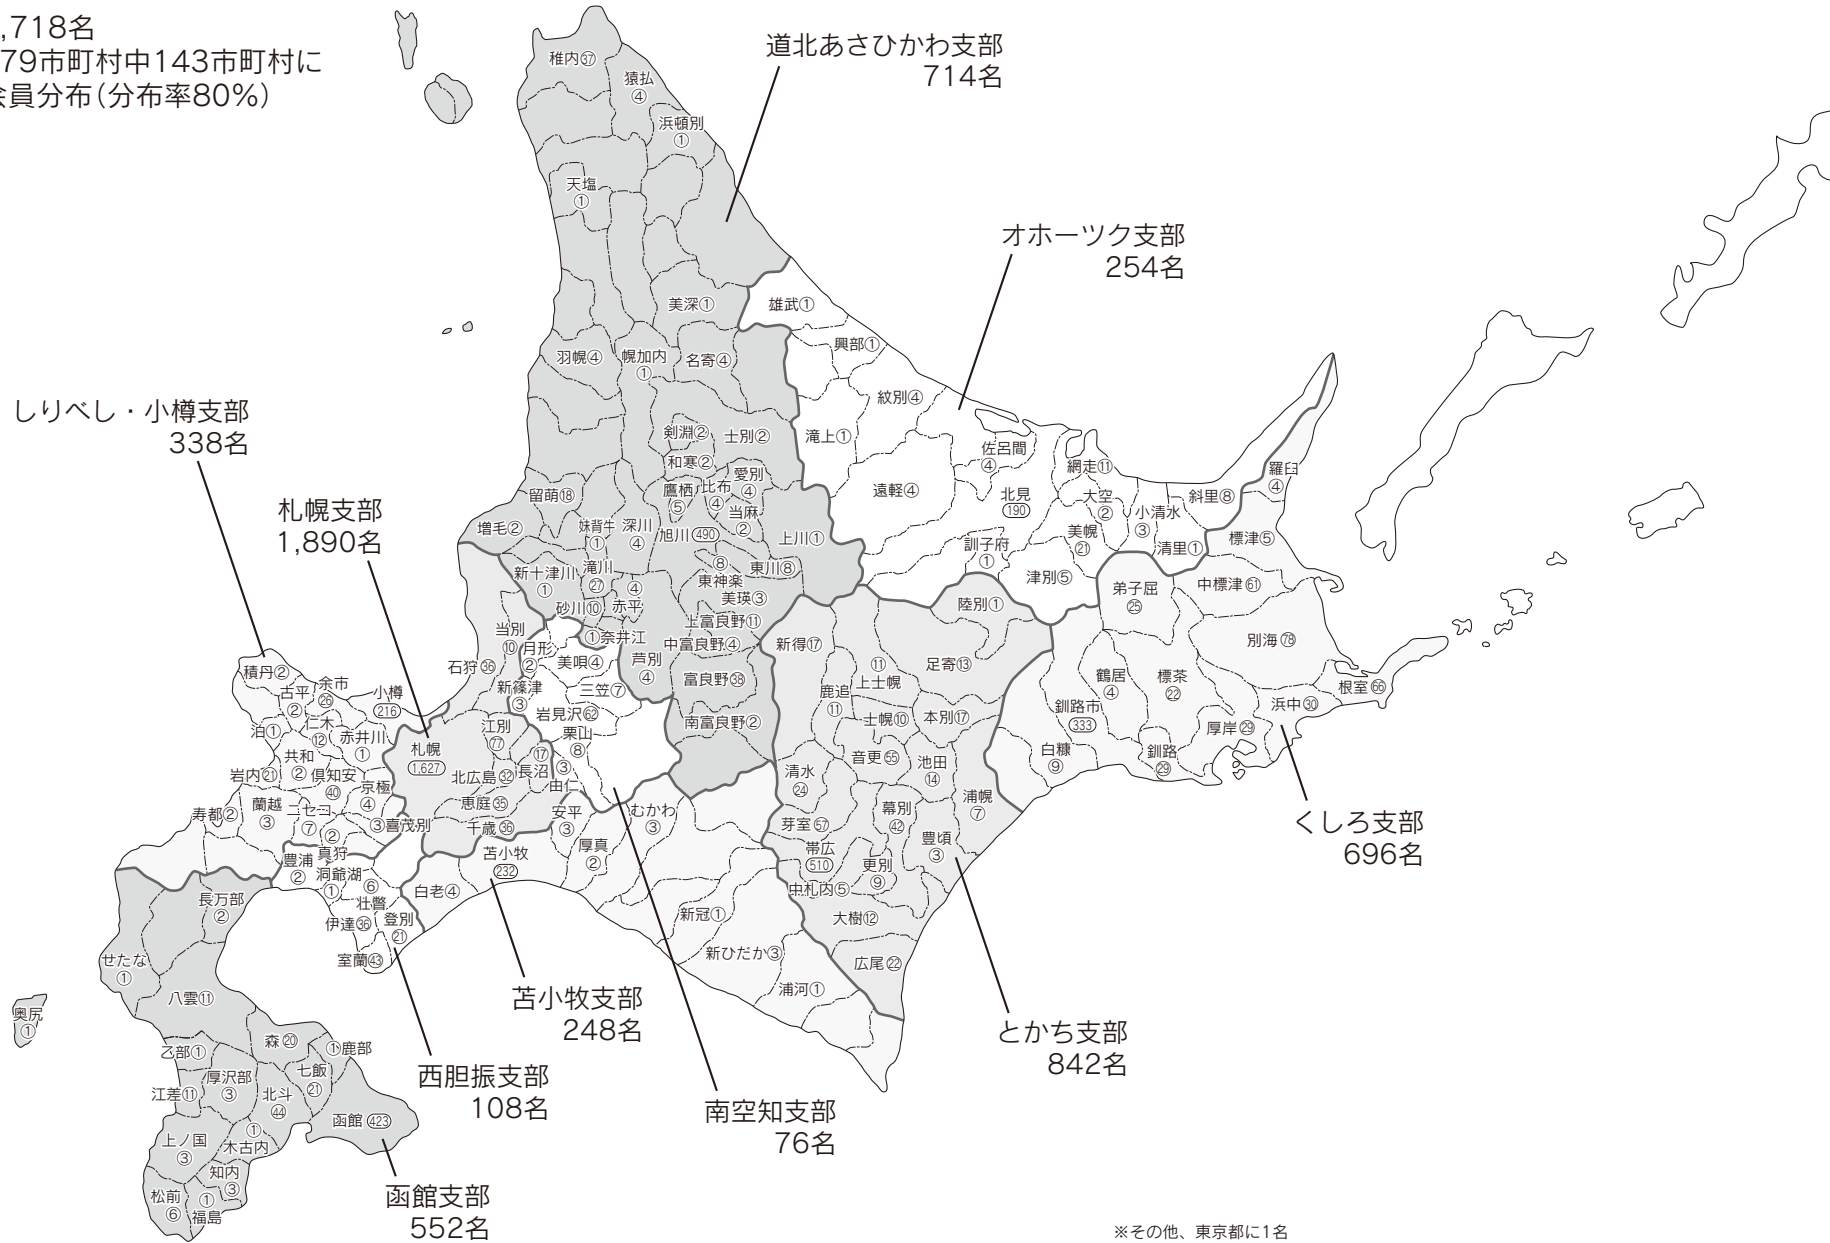 ,718名
79市町村中143市町村に
会員分布(分布率80%)
道北あさひかわ支部
714名
オホーツク支部
254名
しりべし・小樽支部
338名
札幌支部
1,890名
くしろ支部
696名
とかち支部
842名
苫小牧支部
248名
西胆振支部
108名
南空知支部
76名
函館支部
552名
稚内㊲
猿払
④
浜頓別
①
天塩
①
美深①
羽幌④
幌加内
①
名寄④
剣淵②
士別②
和寒②
愛別
④
鷹栖
⑤
比布
④
当麻
②
留萌⑱
増毛②
妹背牛
①
深川
④
旭川 490
上川①
⑧
東神楽
東川⑧
美瑛③
新十津川
①
滝川
㉗
④
赤平
砂川⑩
①奈井江
上富良野⑪
中富良野④
芦別
④
富良野㊳
南富良野②
雄武①
興部①
紋別④
滝上①
佐呂間
④
遠軽④
北見
190
網走⑪
大空
②
小清水
③
斜里⑧
清里①
美幌
㉑
訓子府
①
津別⑤
羅臼
④
標津⑤
中標津㊿+61
弟子屈
㉕
別海78
根室66
鶴居
④
標茶
㉒
浜中㉚
厚岸㉙
釧路市
333
釧路
㉙
白糠
⑨
陸別①
新得⑰
足寄⑬
⑪
上士幌
鹿追
⑪
士幌⑩
本別⑰
音更55
池田
⑭
清水
㉔
浦幌
⑦
幕別
㊷
芽室57
豊頃
③
帯広
510
更別
⑨
中札内⑤
大樹⑫
広尾㉒
当別
⑩
石狩㊱
月形
②
美唄④
新篠津
③
三笠⑦
岩見沢62
栗山
⑧
③
由仁
江別
77
札幌
1,627
⑰
長沼
北広島㉜
恵庭㉟
千歳㊱
積丹②
古平
②
余市
㉖
小樽
216
泊①
仁木
⑫
赤井川
①
共和
②
岩内㉑
倶知安
㊵
京極
④
蘭越
③
ニセコ
⑦
②
真狩
③喜茂別
寿都②
豊浦
②
洞爺湖
①
⑥
壮瞥
伊達㊱
登別
㉑
室蘭㊸
安平
③
むかわ
③
厚真
②
苫小牧
232
白老④
新冠①
新ひだか③
浦河①
長万部
②
せたな
①
八雲⑪
奥尻
①
乙部①
森⑳
①鹿部
厚沢部
③
七飯
㉑
江差⑪
北斗
㊹
函館 423
上ノ国
③
①
木古内
知内
③
松前
⑥
①
福島
※その他、東京都に1名